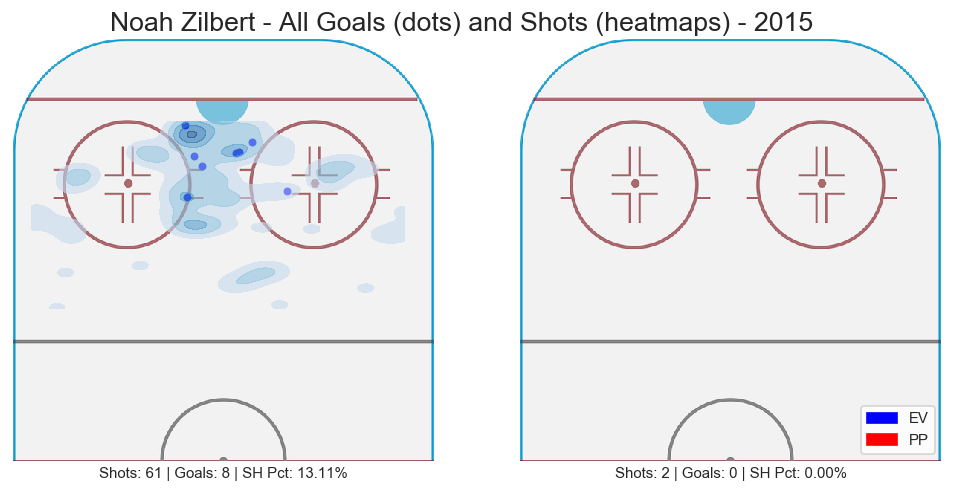 Noah Zilbert - All Goals (dots) and Shots (heatmaps) - 2015
EV
PP
Shots: 61 | Goals: 8 | SH Pct: 13.11%
Shots: 2 | Goals: 0 | SH Pct: 0.00%